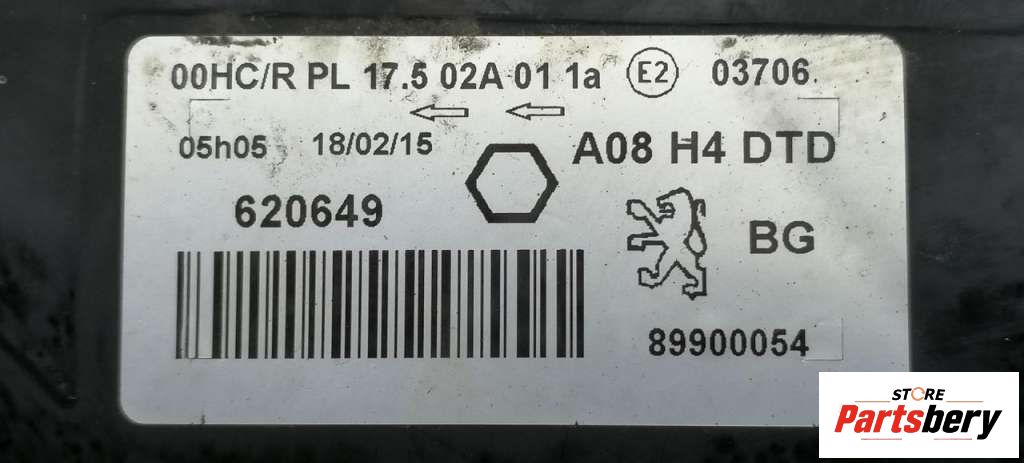 00HC/R PL 17.5 02A 01 1a E2 03706.
05h05 18/02/15 A08 H4 DTD
620649
BG
89900054
STORE
Partsbery